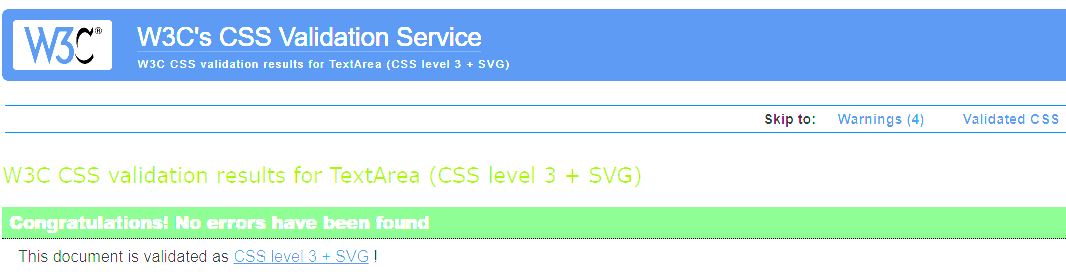 W3C®
W3C's CSS Validation Service
W3C CSS validation results for TextArea (CSS level 3 + SVG)
Skip to: Warnings (4) Validated CSS
W3C CSS validation results for TextArea (CSS level 3 + SVG)
Congratulations! No errors have been found
This document is validated as CSS level 3 + SVG !